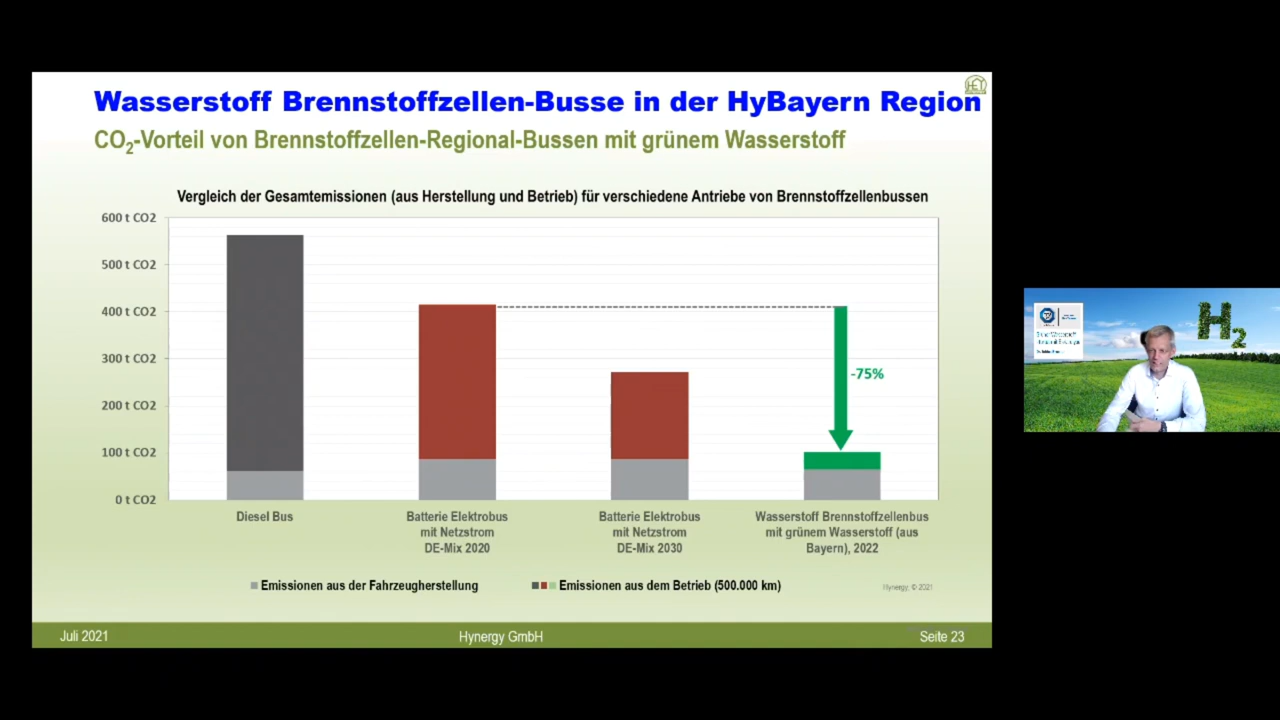 Wasserstoff Brennstoffzellen-Busse in der HyBayern Region
CO2-Vorteil von Brennstoffzellen-Regional-Bussen mit grünem Wasserstoff
Vergleich der Gesamtemissionen (aus Herstellung und Betrieb) für verschiedene Antriebe von Brennstoffzellenbussen
600 t CO2
500 t CO2
400 t CO2
300 t CO2
200 t CO2
100 t CO2
0 t CO2
-75%
Diesel Bus
Batterie Elektrobus
mit Netzstrom
DE-Mix 2020
Batterie Elektrobus
mit Netzstrom
DE-Mix 2030
Wasserstoff Brennstoffzellenbus
mit grünem Wasserstoff (aus
Bayern), 2022
Emissionen aus der Fahrzeugherstellung
Emissionen aus dem Betrieb (500.000 km)
Hynergy, © 2021
Juli 2021
Hynergy GmbH
Seite 23
H2